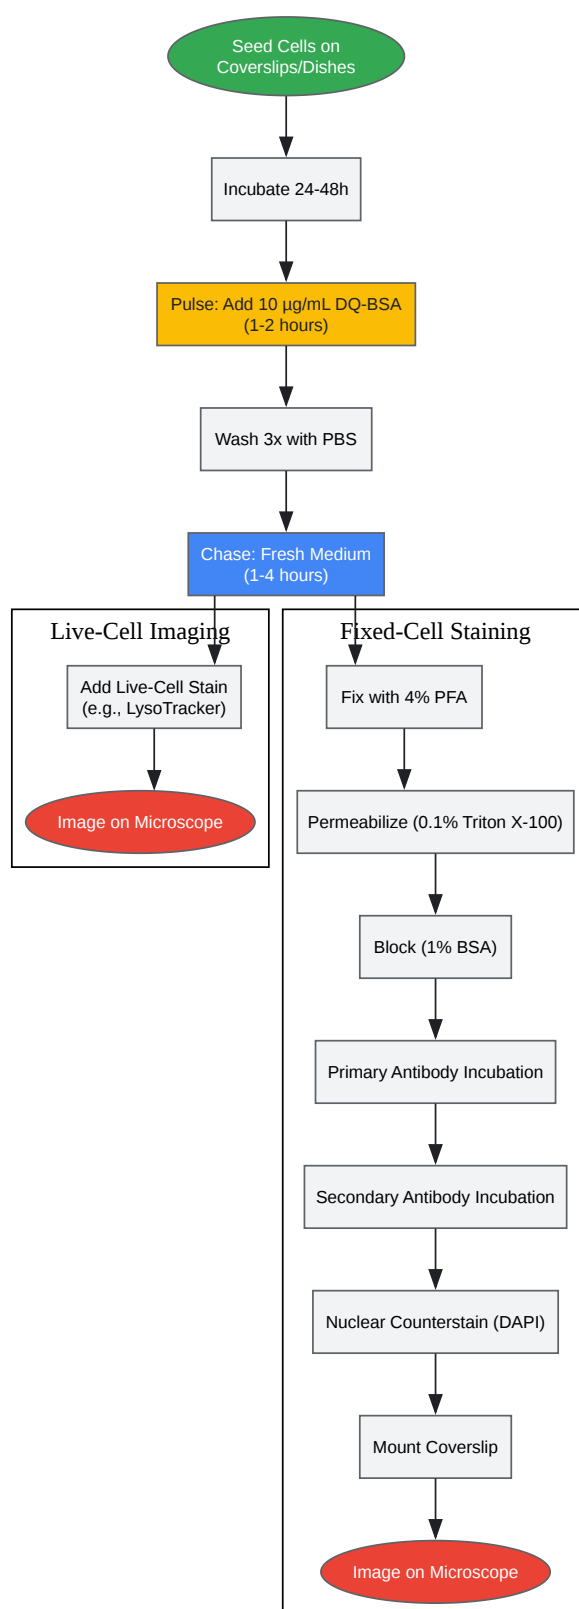 Seed Cells on
Coverslips/Dishes
Incubate 24-48h
Pulse: Add 10 µg/mL DQ-BSA
(1-2 hours)
Wash 3x with PBS
Chase: Fresh Medium
(1-4 hours)
Live-Cell Imaging
Add Live-Cell Stain
(e.g., LysoTracker)
Image on Microscope
Fixed-Cell Staining
Fix with 4% PFA
Permeabilize (0.1% Triton X-100)
Block (1% BSA)
Primary Antibody Incubation
Secondary Antibody Incubation
Nuclear Counterstain (DAPI)
Mount Coverslip
Image on Microscope